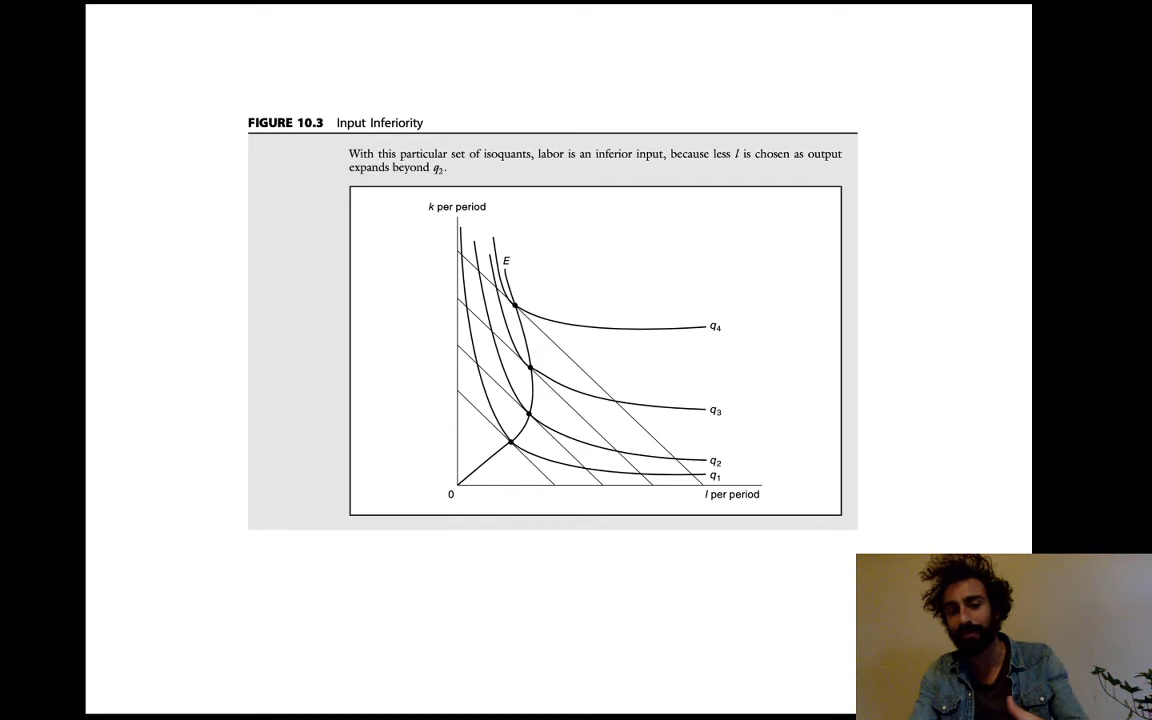 FIGURE 10.3 Input Inferiority
With this particular set of isoquants, labor is an inferior input, because less l is chosen as output
expands beyond q2.
k per period
E
q4
q3
q2
q1
0
l per period